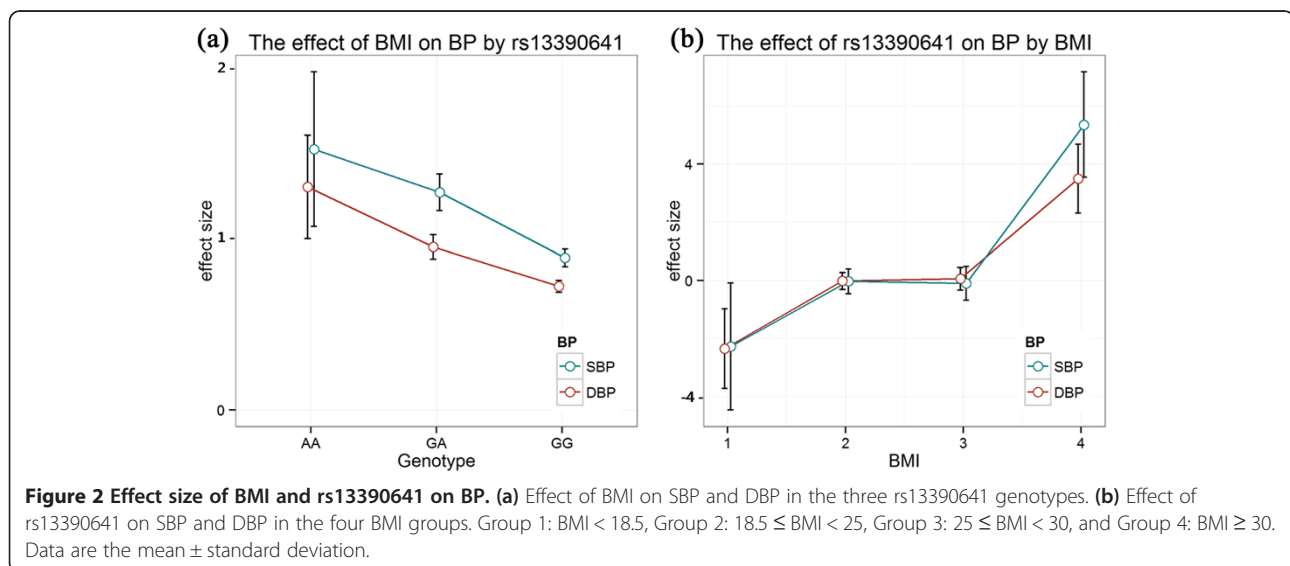 (a) The effect of BMI on BP by rs13390641
2
1
0
effect size
AA GA GG
Genotype
BP
SBP
DBP
(b) The effect of rs13390641 on BP by BMI
4
0
-4
effect size
1 2 3 4
BMI
BP
SBP
DBP
Figure 2 Effect size of BMI and rs13390641 on BP. (a) Effect of BMI on SBP and DBP in the three rs13390641 genotypes. (b) Effect of
rs13390641 on SBP and DBP in the four BMI groups. Group 1: BMI < 18.5, Group 2: 18.5 ≤ BMI < 25, Group 3: 25 ≤ BMI < 30, and Group 4: BMI ≥ 30.
Data are the mean ± standard deviation.